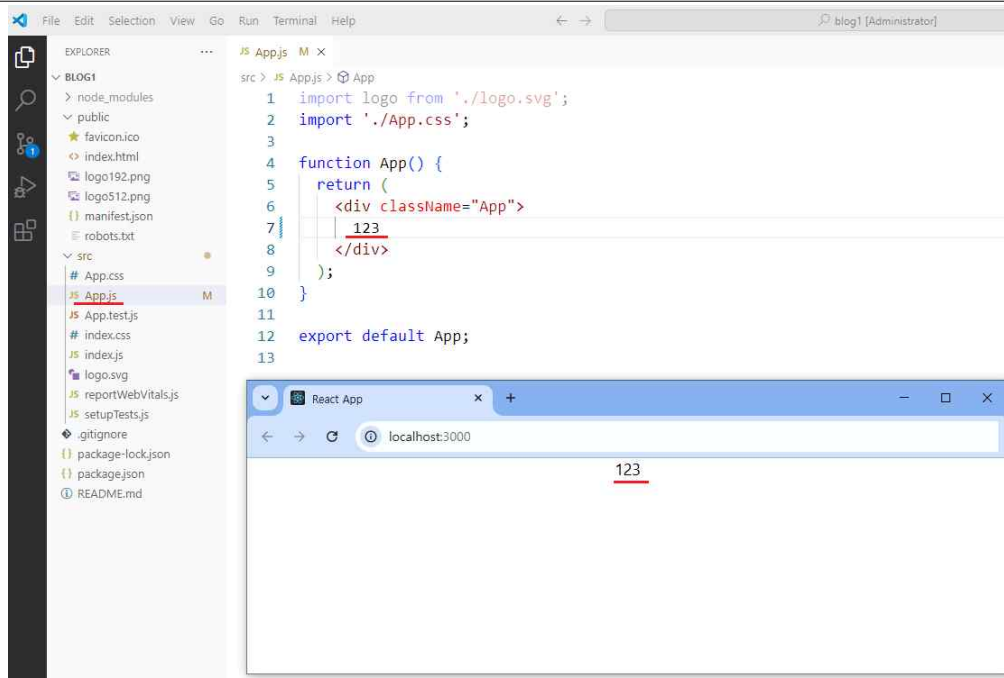 File Edit Selection View Go Run Terminal Help
blog1 [Administrator]
EXPLORER
BLOG1
node_modules
public
favicon.ico
index.html
logo192.png
logo512.png
manifest.json
robots.txt
src
App.css
App.js M
App.test.js
index.css
index.js
logo.svg
reportWebVitals.js
setupTests.js
.gitignore
package-lock.json
package.json
README.md
1
JS App.js M
src > JS App.js > App
1 import logo from './logo.svg';
2 import './App.css';
3
4 function App() {
5 return (
6 <div className="App">
7 123
8 </div>
9 );
10 }
11
12 export default App;
13
React App
localhost:3000
123